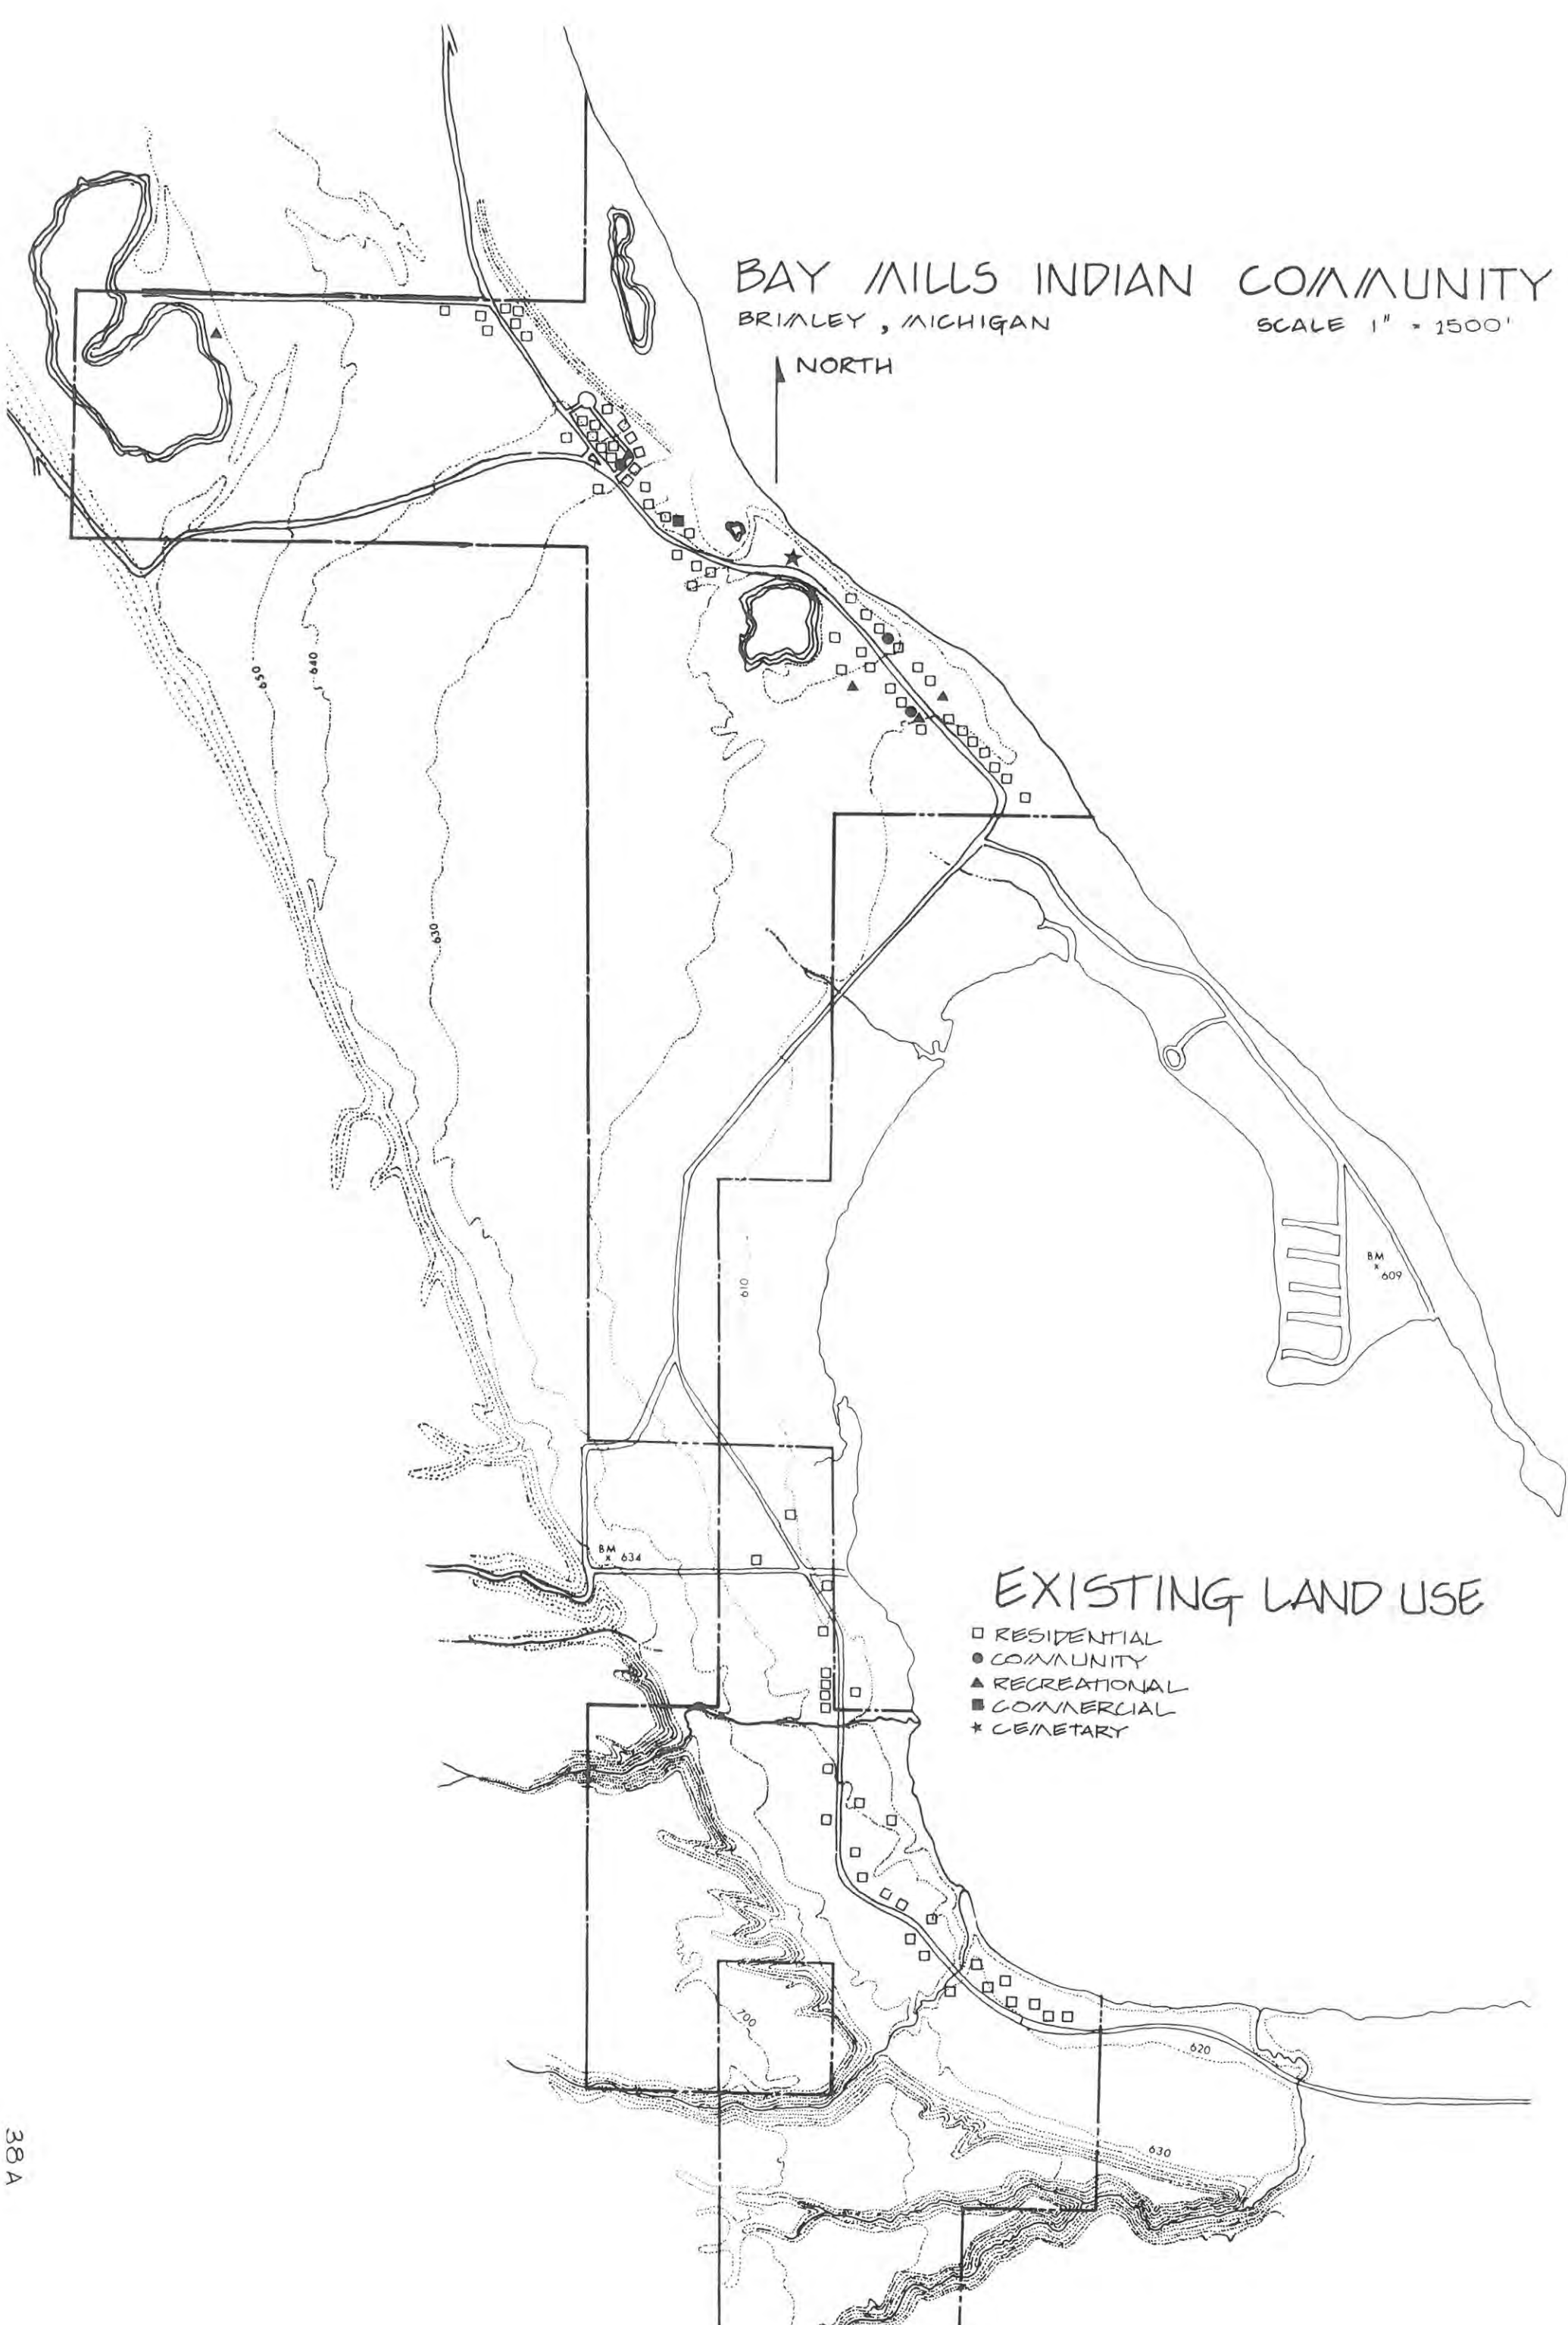 BAY MILLS INDIAN COMMUNITY
BRIMLEY, MICHIGAN
SCALE 1" = 1500'
NORTH
650
640
630
610
BM
609
BM
634
EXISTING LAND USE
RESIDENTIAL
COMMUNITY
RECREATIONAL
COMMERCIAL
CEMETARY
700
620
630
38A